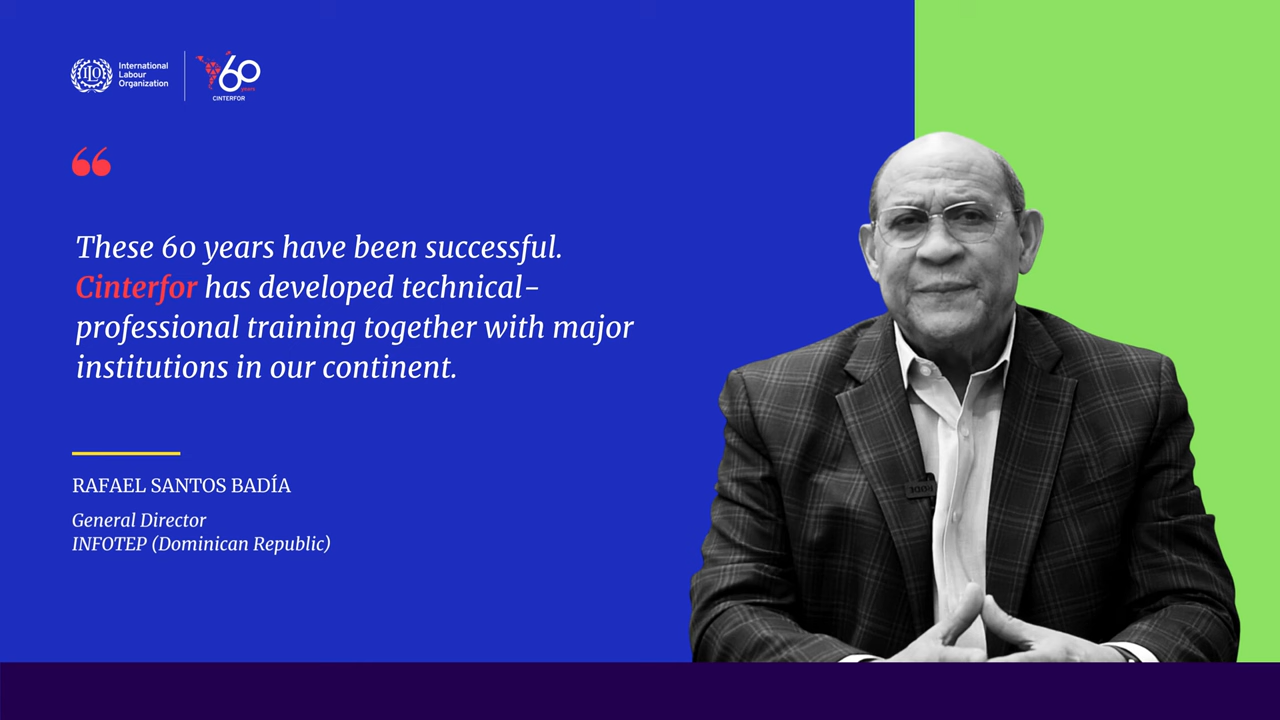 International
Labour
Organization
ILO
60
years
CINTERFOR
“
These 60 years have been successful.
Cinterfor has developed technical-
professional training together with major
institutions in our continent.
RAFAEL SANTOS BADÍA
General Director
INFOTEP (Dominican Republic)